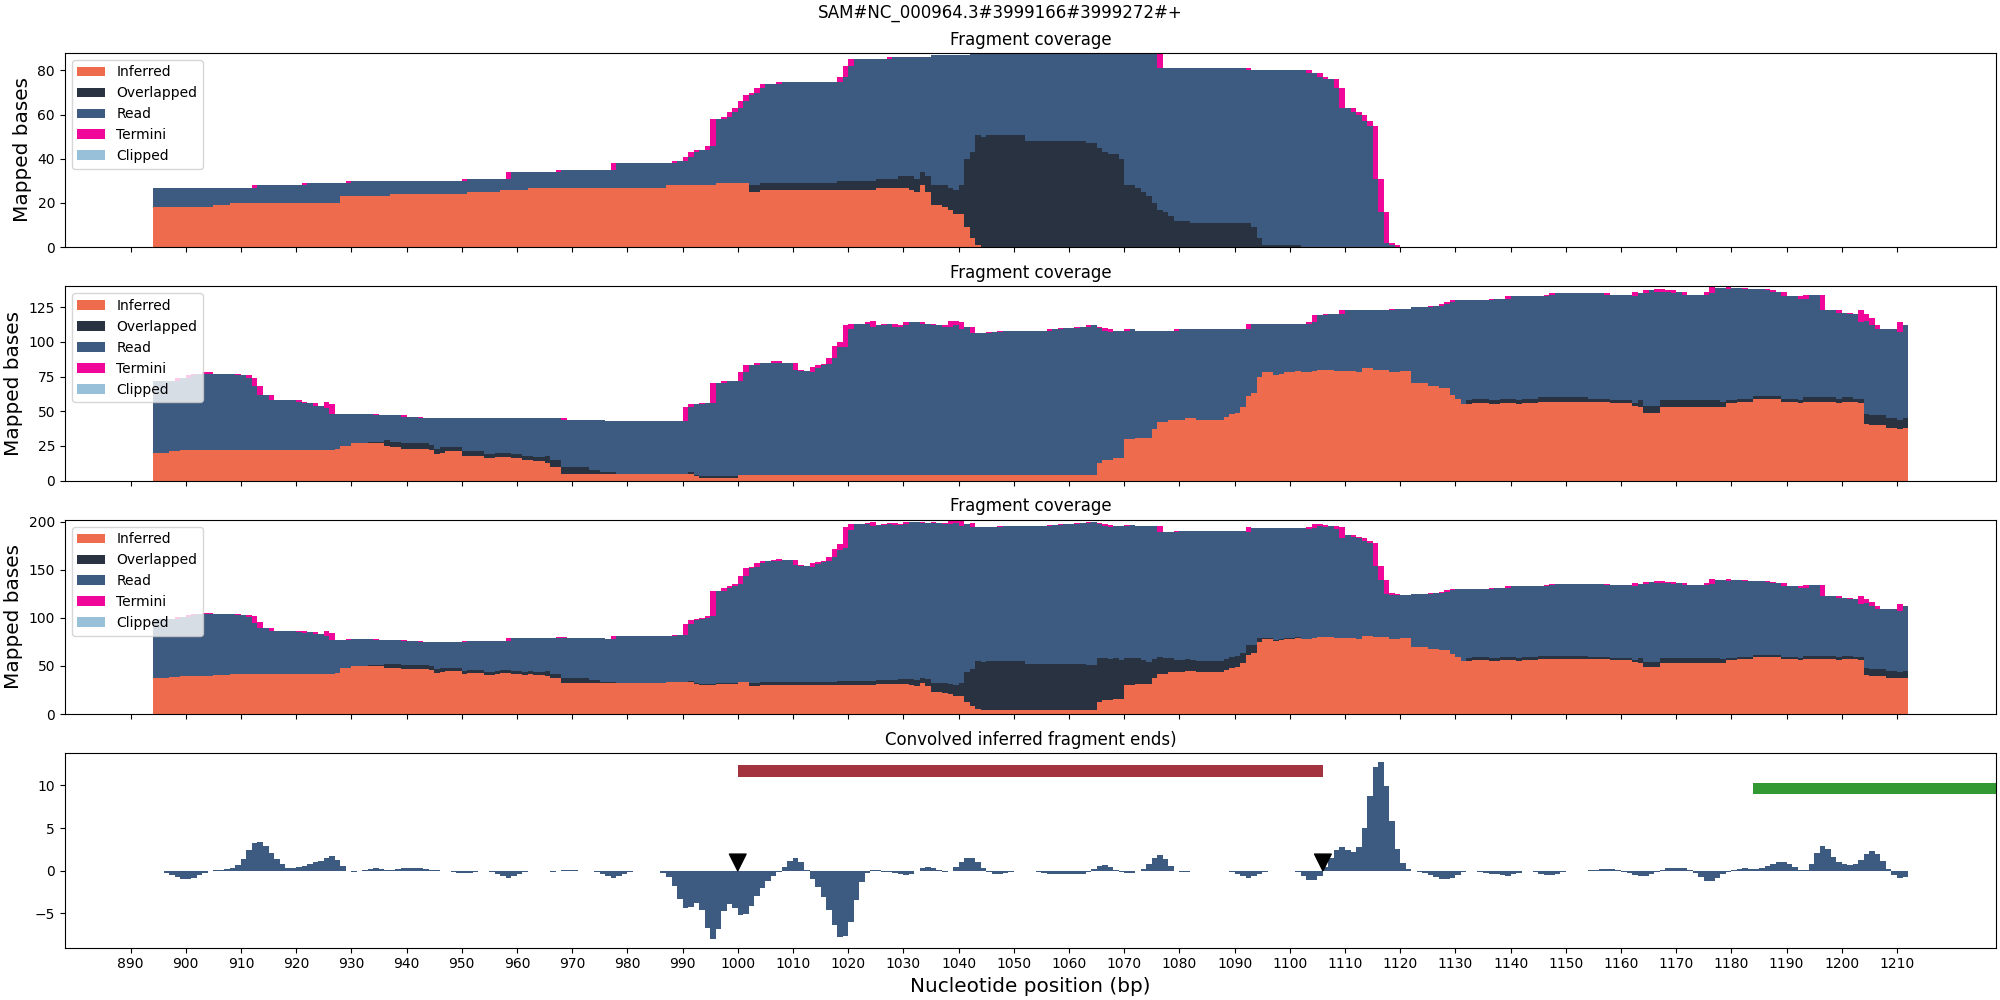 SAM#NC_000964.3#3999166#3999272#+
Fragment coverage
Mapped bases
80
60
40
20
0
Inferred
Overlapped
Read
Termini
Clipped
Fragment coverage
Mapped bases
125
100
75
50
25
0
Inferred
Overlapped
Read
Termini
Clipped
Fragment coverage
Mapped bases
200
150
100
50
0
Inferred
Overlapped
Read
Termini
Clipped
Convolved inferred fragment ends)
10
5
0
−5
890 900 910 920 930 940 950 960 970 980 990 1000 1010 1020 1030 1040 1050 1060 1070 1080 1090 1100 1110 1120 1130 1140 1150 1160 1170 1180 1190 1200 1210
Nucleotide position (bp)